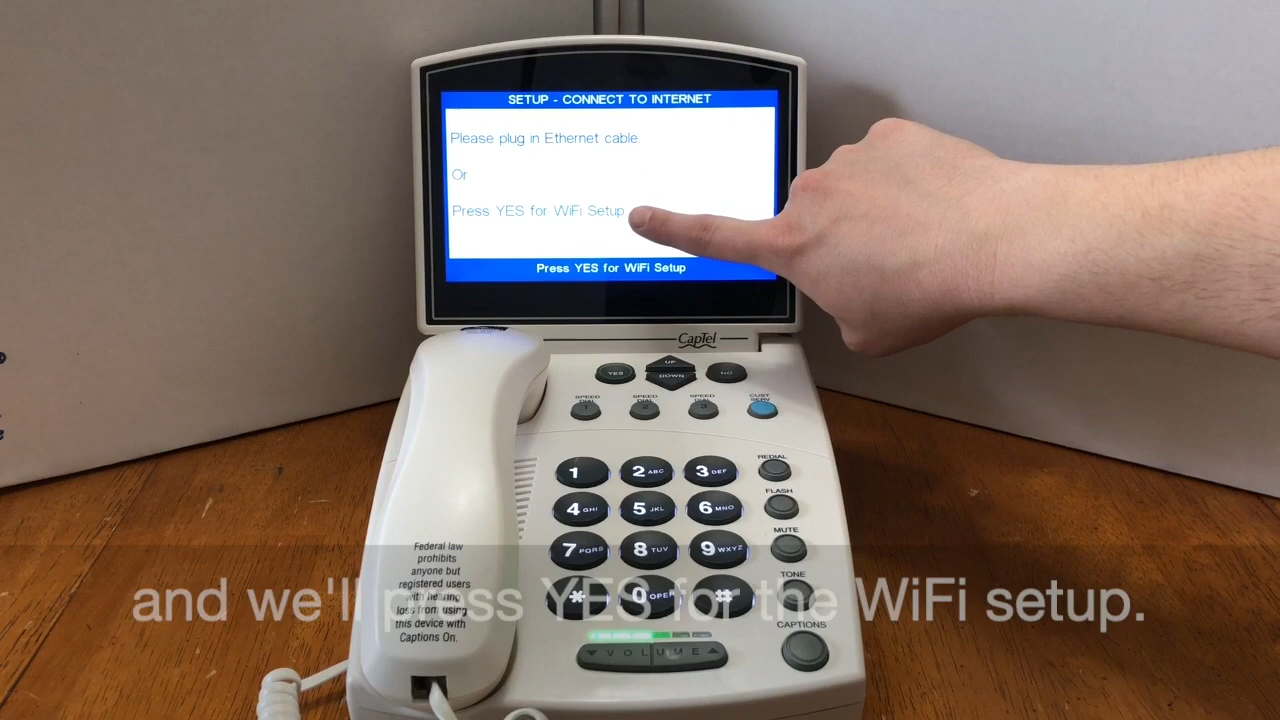 SETUP - CONNECT TO INTERNET
Please plug in Ethernet cable.
Or
Press YES for WiFi Setup
Press YES for WiFi Setup
CapTel
YES
UP
DOWN
NO
SPEED DIAL 1
SPEED DIAL 2
SPEED DIAL 3
CUST SERV
1
2 ABC
3 DEF
REDIAL
4 GHI
5 JKL
6 MNO
FLASH
7 PQRS
8 TUV
9 WXYZ
MUTE
*
0 OPER
#
TONE
CAPTIONS
VOLUME
Federal law
prohibits
anyone but
registered users
with hearing
loss from using
this device with
Captions On.
and we'll press YES for the WiFi setup.